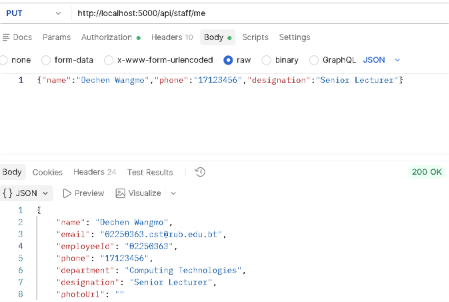 PUT http://localhost:5000/api/staff/me
Docs Params Authorization Headers 10 Body Scripts Settings
none form-data x-www-form-urlencoded raw binary GraphQL JSON
1 {"name":"Dechen Wangmo","phone":"17123456","designation":"Senior Lecturer"}
Body Cookies Headers 24 Test Results 200 OK
{} JSON Preview Visualize
1 {
2 "name": "Dechen Wangmo",
3 "email": "02250363.cst@rub.edu.bt",
4 "employeeId": "02250363",
5 "phone": "17123456",
6 "department": "Computing Technologies",
7 "designation": "Senior Lecturer",
8 "photoUrl": ""